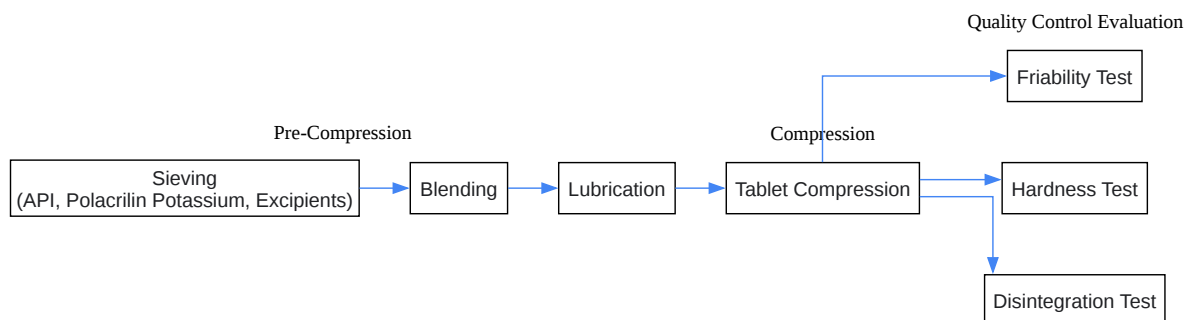 Quality Control Evaluation
Friability Test
Pre-Compression
Compression
Sieving
(API, Polacrilin Potassium, Excipients)
Blending
Lubrication
Tablet Compression
Hardness Test
Disintegration Test